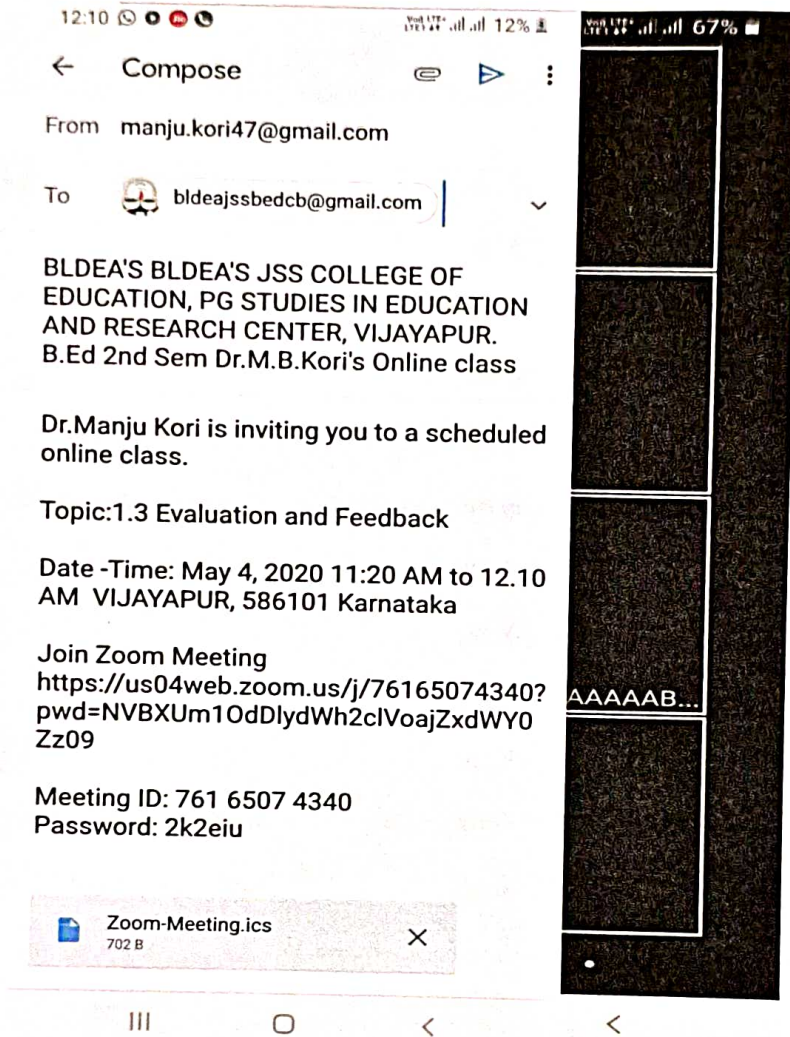 12:10
12%
67%
Compose
From manju.kori47@gmail.com
To bldeajssbedcb@gmail.com
BLDEA'S BLDEA'S JSS COLLEGE OF
EDUCATION, PG STUDIES IN EDUCATION
AND RESEARCH CENTER, VIJAYAPUR.
B.Ed 2nd Sem Dr.M.B.Kori's Online class
Dr.Manju Kori is inviting you to a scheduled
online class.
Topic:1.3 Evaluation and Feedback
Date -Time: May 4, 2020 11:20 AM to 12.10
AM VIJAYAPUR, 586101 Karnataka
Join Zoom Meeting
https://us04web.zoom.us/j/76165074340?
pwd=NVBXUm1OdDlydWh2clVoajZxdWY0
Zz09
AAAAAB...
Meeting ID: 761 6507 4340
Password: 2k2eiu
Zoom-Meeting.ics
702 B